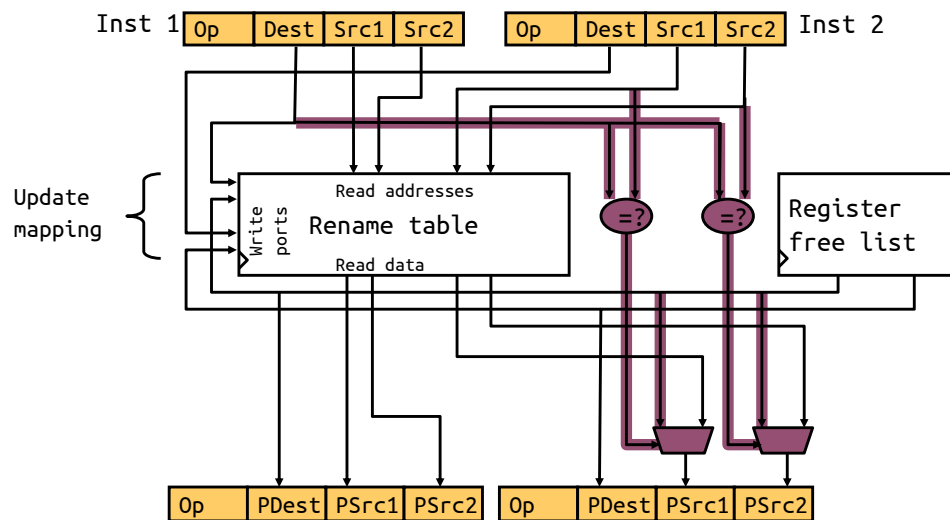 Inst 1 Op Dest Src1 Src2 Op Dest Src1 Src2 Inst 2
Update
mapping
Write
ports
Read addresses
Rename table
Read data
=? =?
Register
free list
Op PDest PSrc1 PSrc2 Op PDest PSrc1 PSrc2